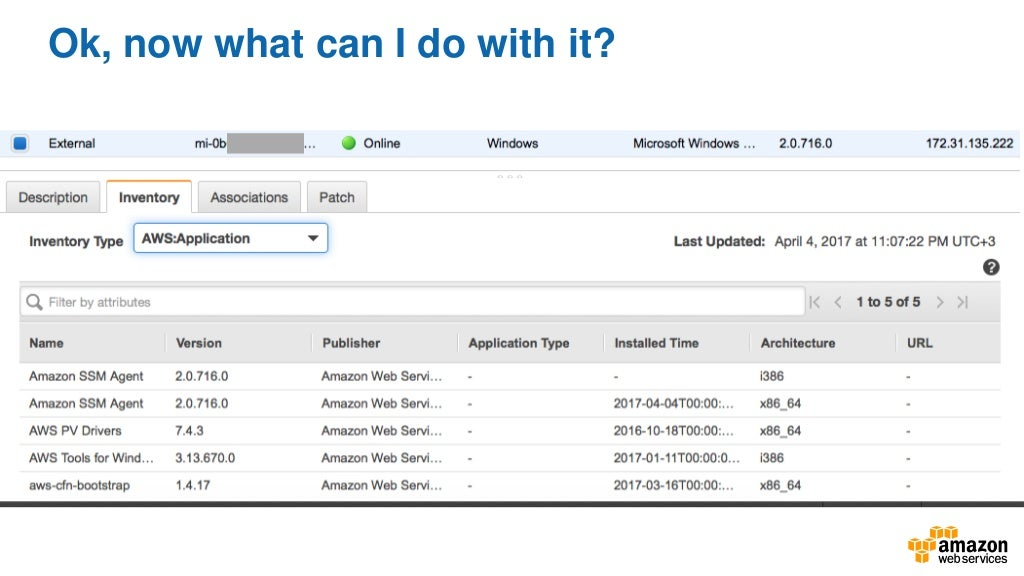 Ok, now what can I do with it?
External mi-0b ... Online Windows Microsoft Windows ... 2.0.716.0 172.31.135.222
Description Inventory Associations Patch
Inventory Type AWS:Application Last Updated: April 4, 2017 at 11:07:22 PM UTC+3
?
Filter by attributes 1 to 5 of 5
Name Version Publisher Application Type Installed Time Architecture URL
Amazon SSM Agent 2.0.716.0 Amazon Web Servi... - - i386 -
Amazon SSM Agent 2.0.716.0 Amazon Web Servi... - 2017-04-04T00:00:... x86_64 -
AWS PV Drivers 7.4.3 Amazon Web Servi... - 2016-10-18T00:00:... x86_64 -
AWS Tools for Wind... 3.13.670.0 Amazon Web Servi... - 2017-01-11T00:00:0... i386 -
aws-cfn-bootstrap 1.4.17 Amazon Web Servi... - 2017-03-16T00:00:... x86_64 -
amazon
web services